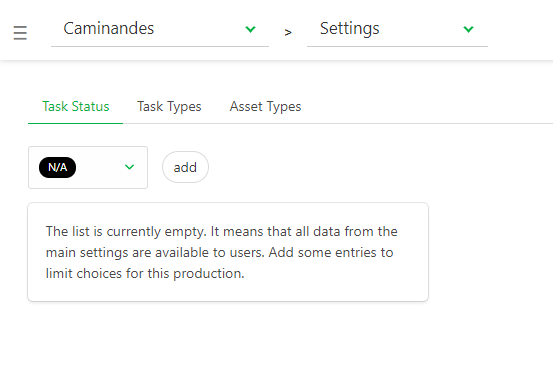 Caminandes > Settings
Task Status Task Types Asset Types
N/A add
The list is currently empty. It means that all data from the
main settings are available to users. Add some entries to
limit choices for this production.